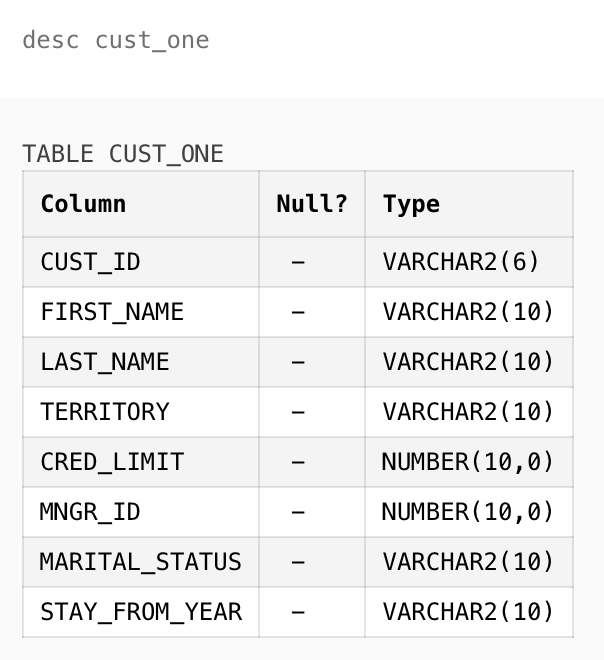 desc cust_one
TABLE CUST_ONE
Column Null? Type
CUST_ID – VARCHAR2(6)
FIRST_NAME – VARCHAR2(10)
LAST_NAME – VARCHAR2(10)
TERRITORY – VARCHAR2(10)
CRED_LIMIT – NUMBER(10,0)
MNGR_ID – NUMBER(10,0)
MARITAL_STATUS – VARCHAR2(10)
STAY_FROM_YEAR – VARCHAR2(10)